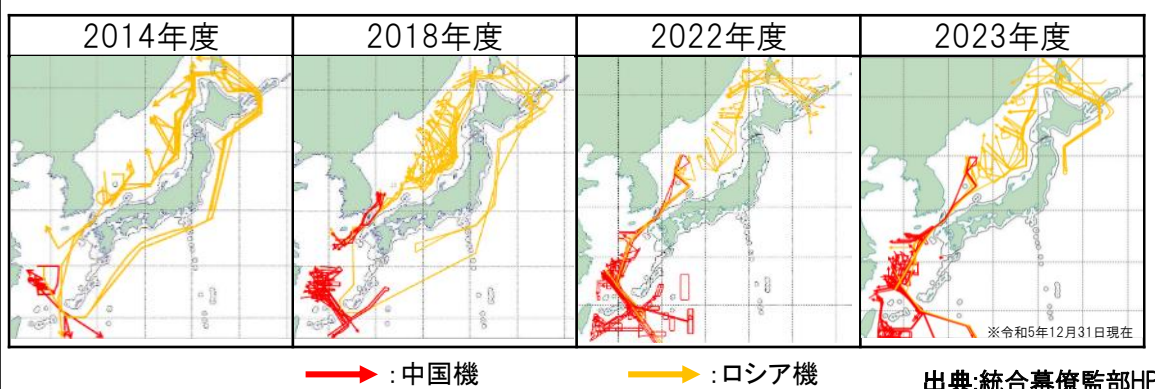 2014年度
2018年度
2022年度
2023年度
※令和5年12月31日現在
:中国機
:ロシア機
出典:統合幕僚監部HP